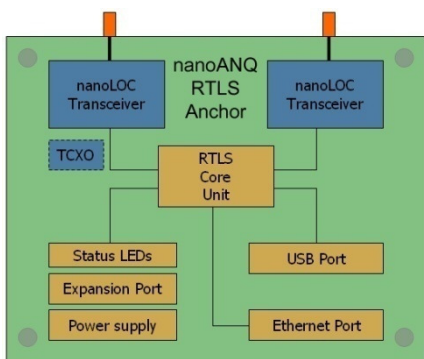 nanoANQ
RTLS
Anchor
nanoLOC
Transceiver
nanoLOC
Transceiver
TCXO
RTLS
Core
Unit
Status LEDs
USB Port
Expansion Port
Power supply
Ethernet Port